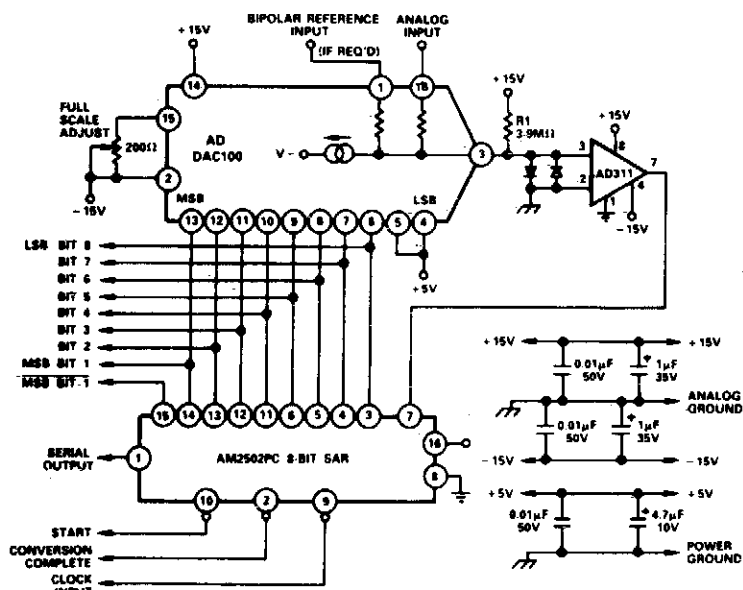 BIPOLAR REFERENCE
INPUT
(IF REQ'D)
ANALOG
INPUT
+15V
+15V
14
1
18
FULL
SCALE
ADJUST
200Ω
15
AD
DAC100
V-
3
R1
3.9MΩ
+15V
3
8
AD311
7
2
1
4
-15V
2
-15V
MSB
LSB
13
12
11
10
9
8
7
6
5
4
+5V
LSB BIT 8
BIT 7
BIT 6
BIT 5
BIT 4
BIT 3
BIT 2
MSB BIT 1
MSB BIT 1
15
14
13
12
11
6
5
4
3
7
16
8
SERIAL
OUTPUT
1
AM2502PC 8-BIT SAR
10
2
9
START
CONVERSION
COMPLETE
CLOCK
+15V
+15V
0.01μF
50V
1μF
35V
ANALOG
GROUND
0.01μF
50V
1μF
35V
-15V
-15V
+5V
+5V
0.01μF
50V
4.7μF
10V
POWER
GROUND